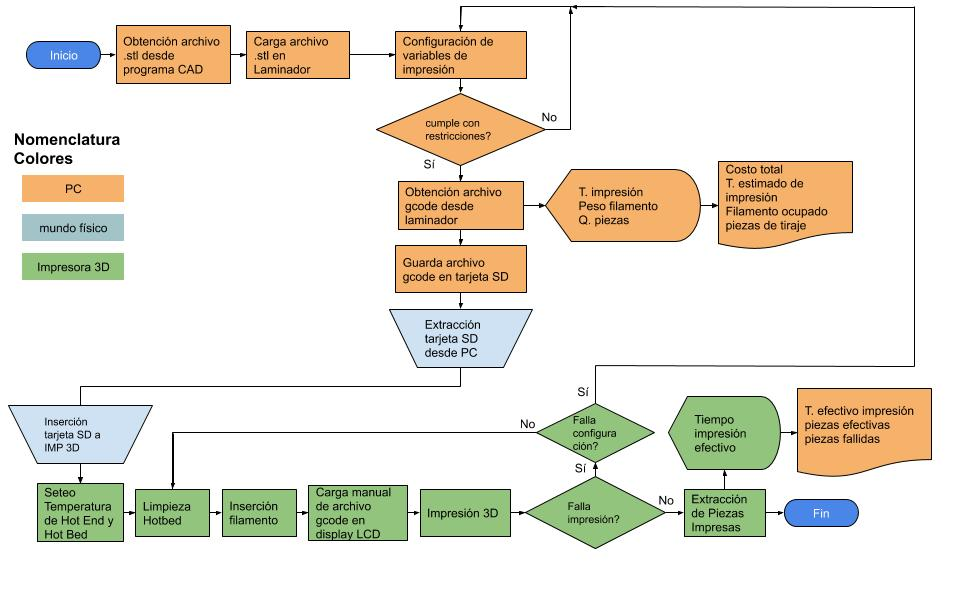 Inicio
Obtención archivo
.stl desde
programa CAD
Carga archivo
.stl en
Laminador
Configuración de
variables de
impresión
cumple con
restricciones?
No
Sí
Nomenclatura
Colores
PC
mundo físico
Impresora 3D
Obtención archivo
gcode desde
laminador
T. impresión
Peso filamento
Q. piezas
Costo total
T. estimado de
impresión
Filamento ocupado
piezas de tiraje
Guarda archivo
gcode en tarjeta SD
Extracción
tarjeta SD
desde PC
Inserción
tarjeta SD a
IMP 3D
Seteo
Temperatura
de Hot End y
Hot Bed
Limpieza
Hotbed
Inserción
filamento
Carga manual
de archivo
gcode en
display LCD
Impresión 3D
Falla
impresión?
Sí
No
Falla
configura
ción?
No
Sí
Extracción
de Piezas
Impresas
Tiempo
impresión
efectivo
T. efectivo impresión
piezas efectivas
piezas fallidas
Fin